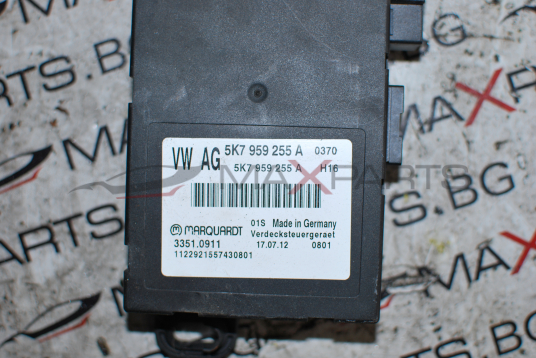 VW AG 5K7 959 255 A 0370
5K7 959 255 A H16
MARQUARDT
01S Made in Germany
Verdecksteuergeraet
3351.0911
17.07.12 0801
1122921557430801
MAXPARTS
MAXPARTS.BG